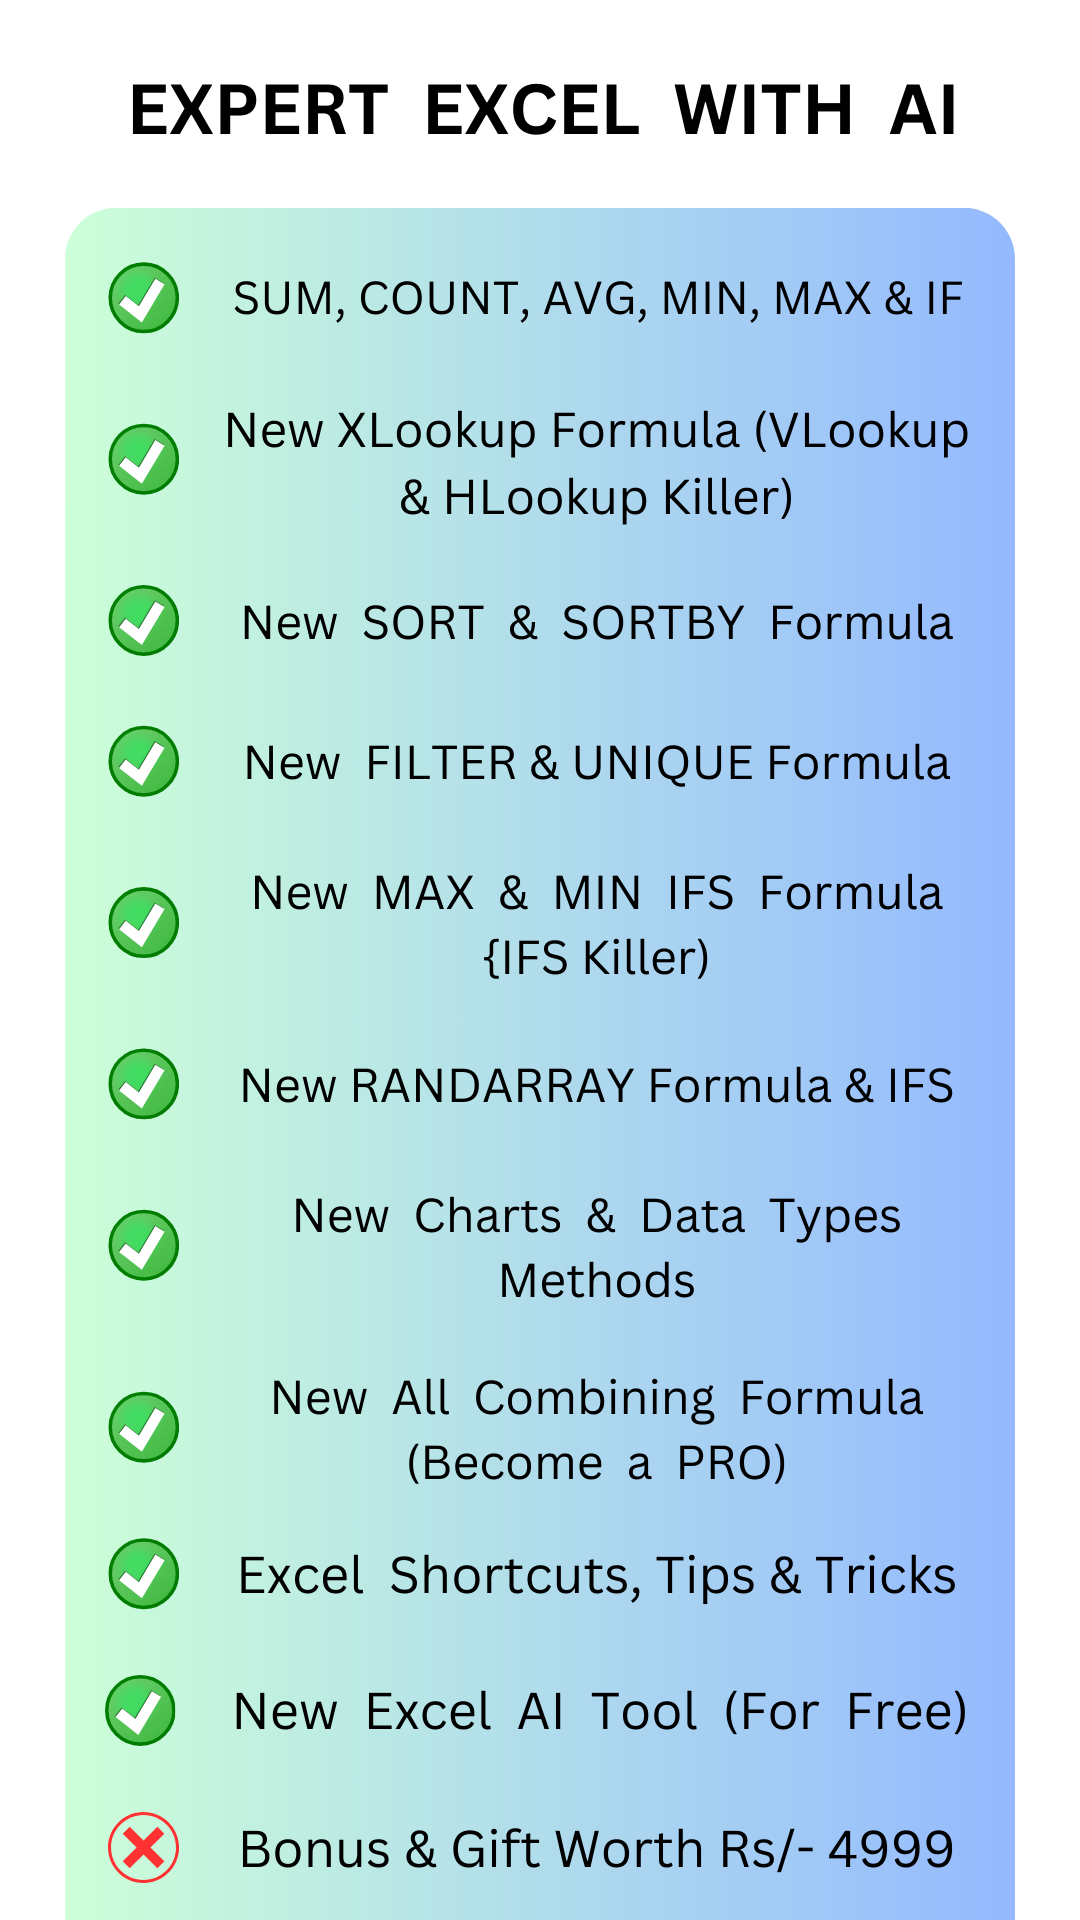 EXPERT EXCEL WITH AI
SUM, COUNT, AVG, MIN, MAX & IF
New XLookup Formula (VLookup
& HLookup Killer)
New SORT & SORTBY Formula
New FILTER & UNIQUE Formula
New MAX & MIN IFS Formula
{IFS Killer)
New RANDARRAY Formula & IFS
New Charts & Data Types
Methods
New All Combining Formula
(Become a PRO)
Excel Shortcuts, Tips & Tricks
New Excel AI Tool (For Free)
Bonus & Gift Worth Rs/- 4999